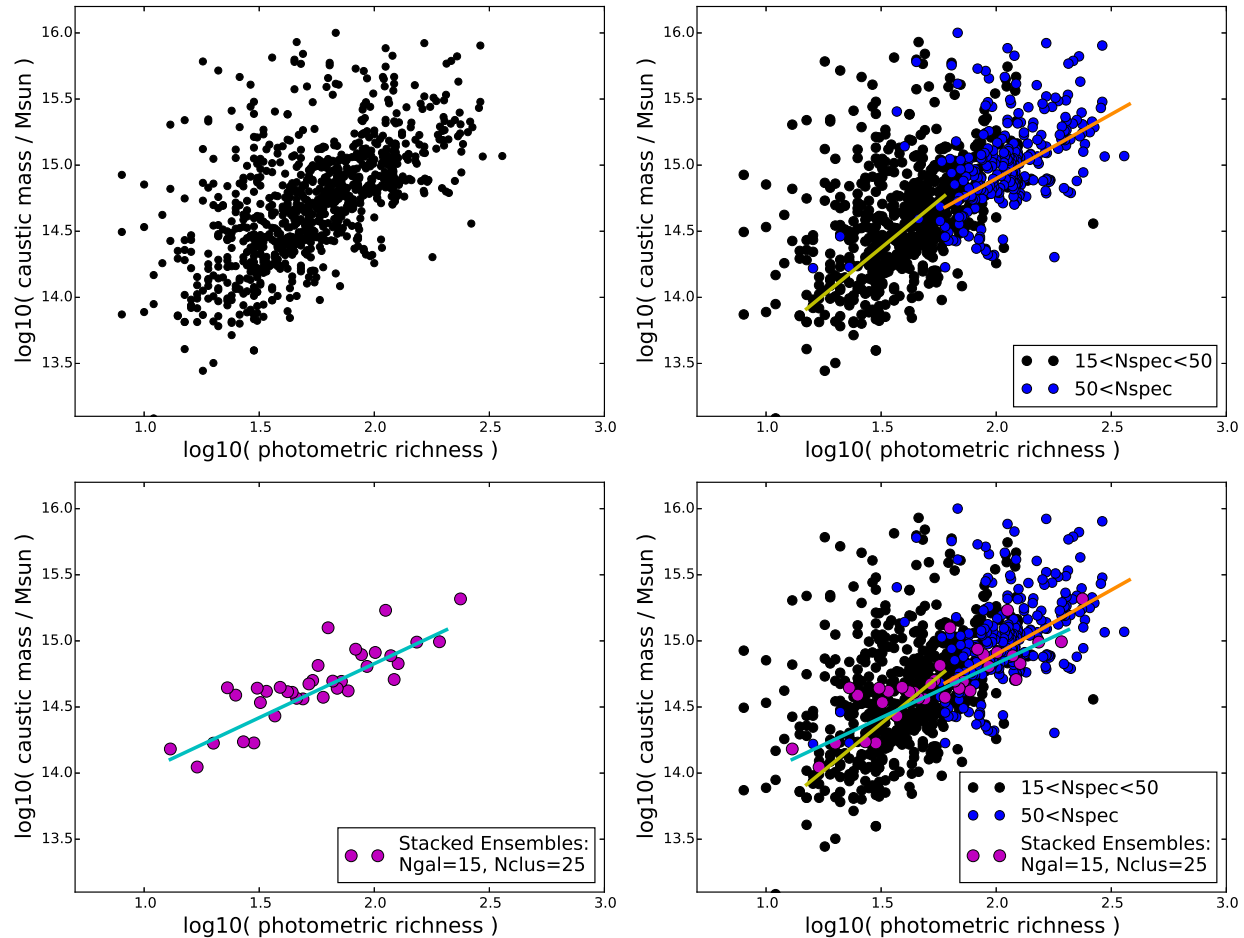 16.0
15.5
15.0
14.5
14.0
13.5
1.0 1.5 2.0 2.5 3.0
log10( photometric richness )
log10( caustic mass / Msun )
16.0
15.5
15.0
14.5
14.0
13.5
1.0 1.5 2.0 2.5 3.0
log10( photometric richness )
log10( caustic mass / Msun )
15<Nspec<50
50<Nspec
16.0
15.5
15.0
14.5
14.0
13.5
1.0 1.5 2.0 2.5 3.0
log10( photometric richness )
log10( caustic mass / Msun )
Stacked Ensembles:
Ngal=15, Nclus=25
16.0
15.5
15.0
14.5
14.0
13.5
1.0 1.5 2.0 2.5 3.0
log10( photometric richness )
log10( caustic mass / Msun )
15<Nspec<50
50<Nspec
Stacked Ensembles:
Ngal=15, Nclus=25